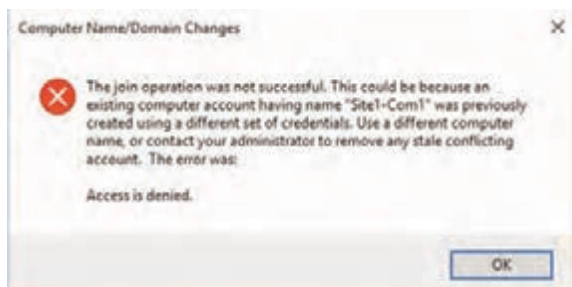 Computer Name/Domain Changes
The join operation was not successful. This could be because an
existing computer account having name "Site1-Com1" was previously
created using a different set of credentials. Use a different computer
name, or contact your administrator to remove any stale conflicting
account. The error was:
Access is denied.
OK